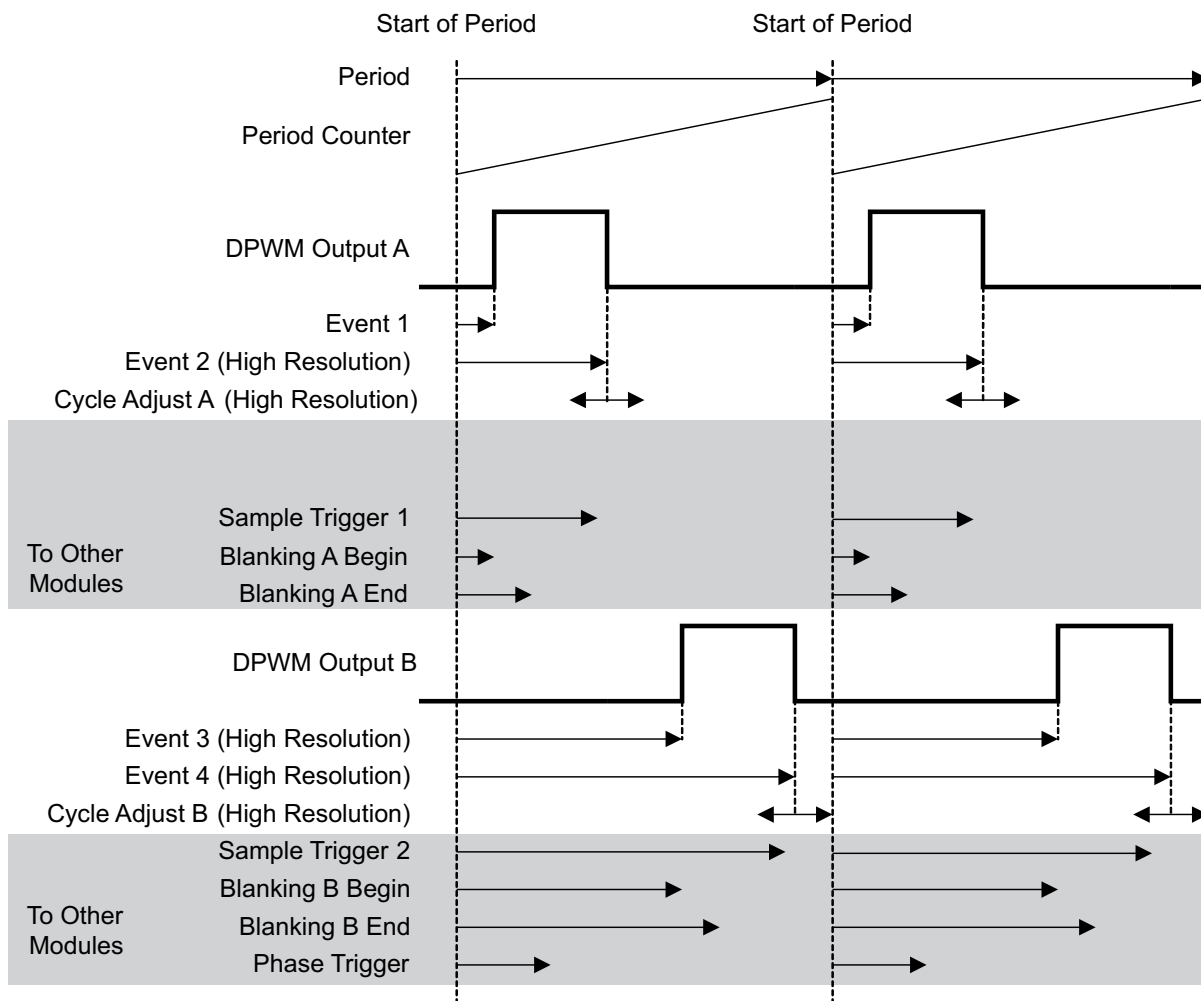 Start of Period
Start of Period
Period
Period Counter
DPWM Output A
Event 1
Event 2 (High Resolution)
Cycle Adjust A (High Resolution)
To Other
Modules
Sample Trigger 1
Blanking A Begin
Blanking A End
DPWM Output B
Event 3 (High Resolution)
Event 4 (High Resolution)
Cycle Adjust B (High Resolution)
To Other
Modules
Sample Trigger 2
Blanking B Begin
Blanking B End
Phase Trigger